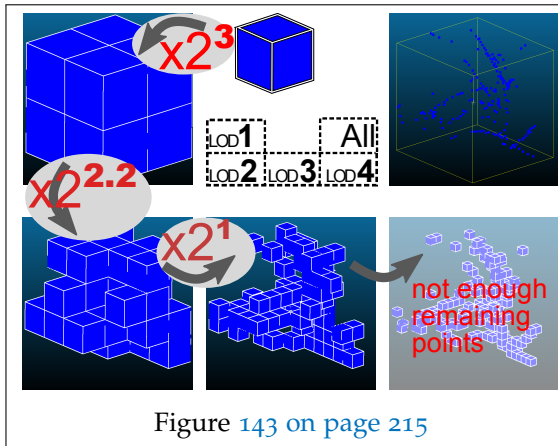 x2³
LOD1 All
LOD2 LOD3 LOD4
x2²·²
x2¹
not enough
remaining
points
Figure 143 on page 215